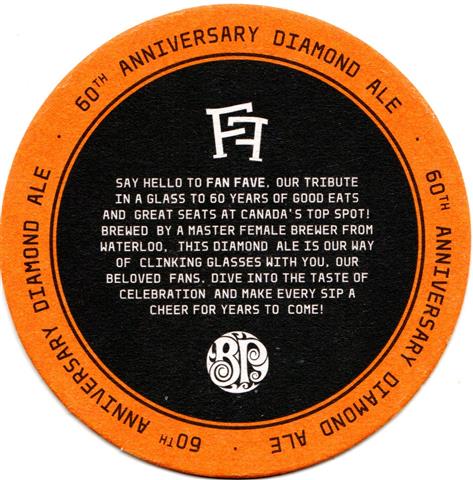 60TH ANNIVERSARY DIAMOND ALE ·
60TH ANNIVERSARY DIAMOND ALE ·
60TH ANNIVERSARY DIAMOND ALE ·
FF
SAY HELLO TO FAN FAVE, OUR TRIBUTE
IN A GLASS TO 60 YEARS OF GOOD EATS
AND GREAT SEATS AT CANADA'S TOP SPOT!
BREWED BY A MASTER FEMALE BREWER FROM
WATERLOO, THIS DIAMOND ALE IS OUR WAY
OF CLINKING GLASSES WITH YOU, OUR
BELOVED FANS. DIVE INTO THE TASTE OF
CELEBRATION AND MAKE EVERY SIP A
CHEER FOR YEARS TO COME!
BP